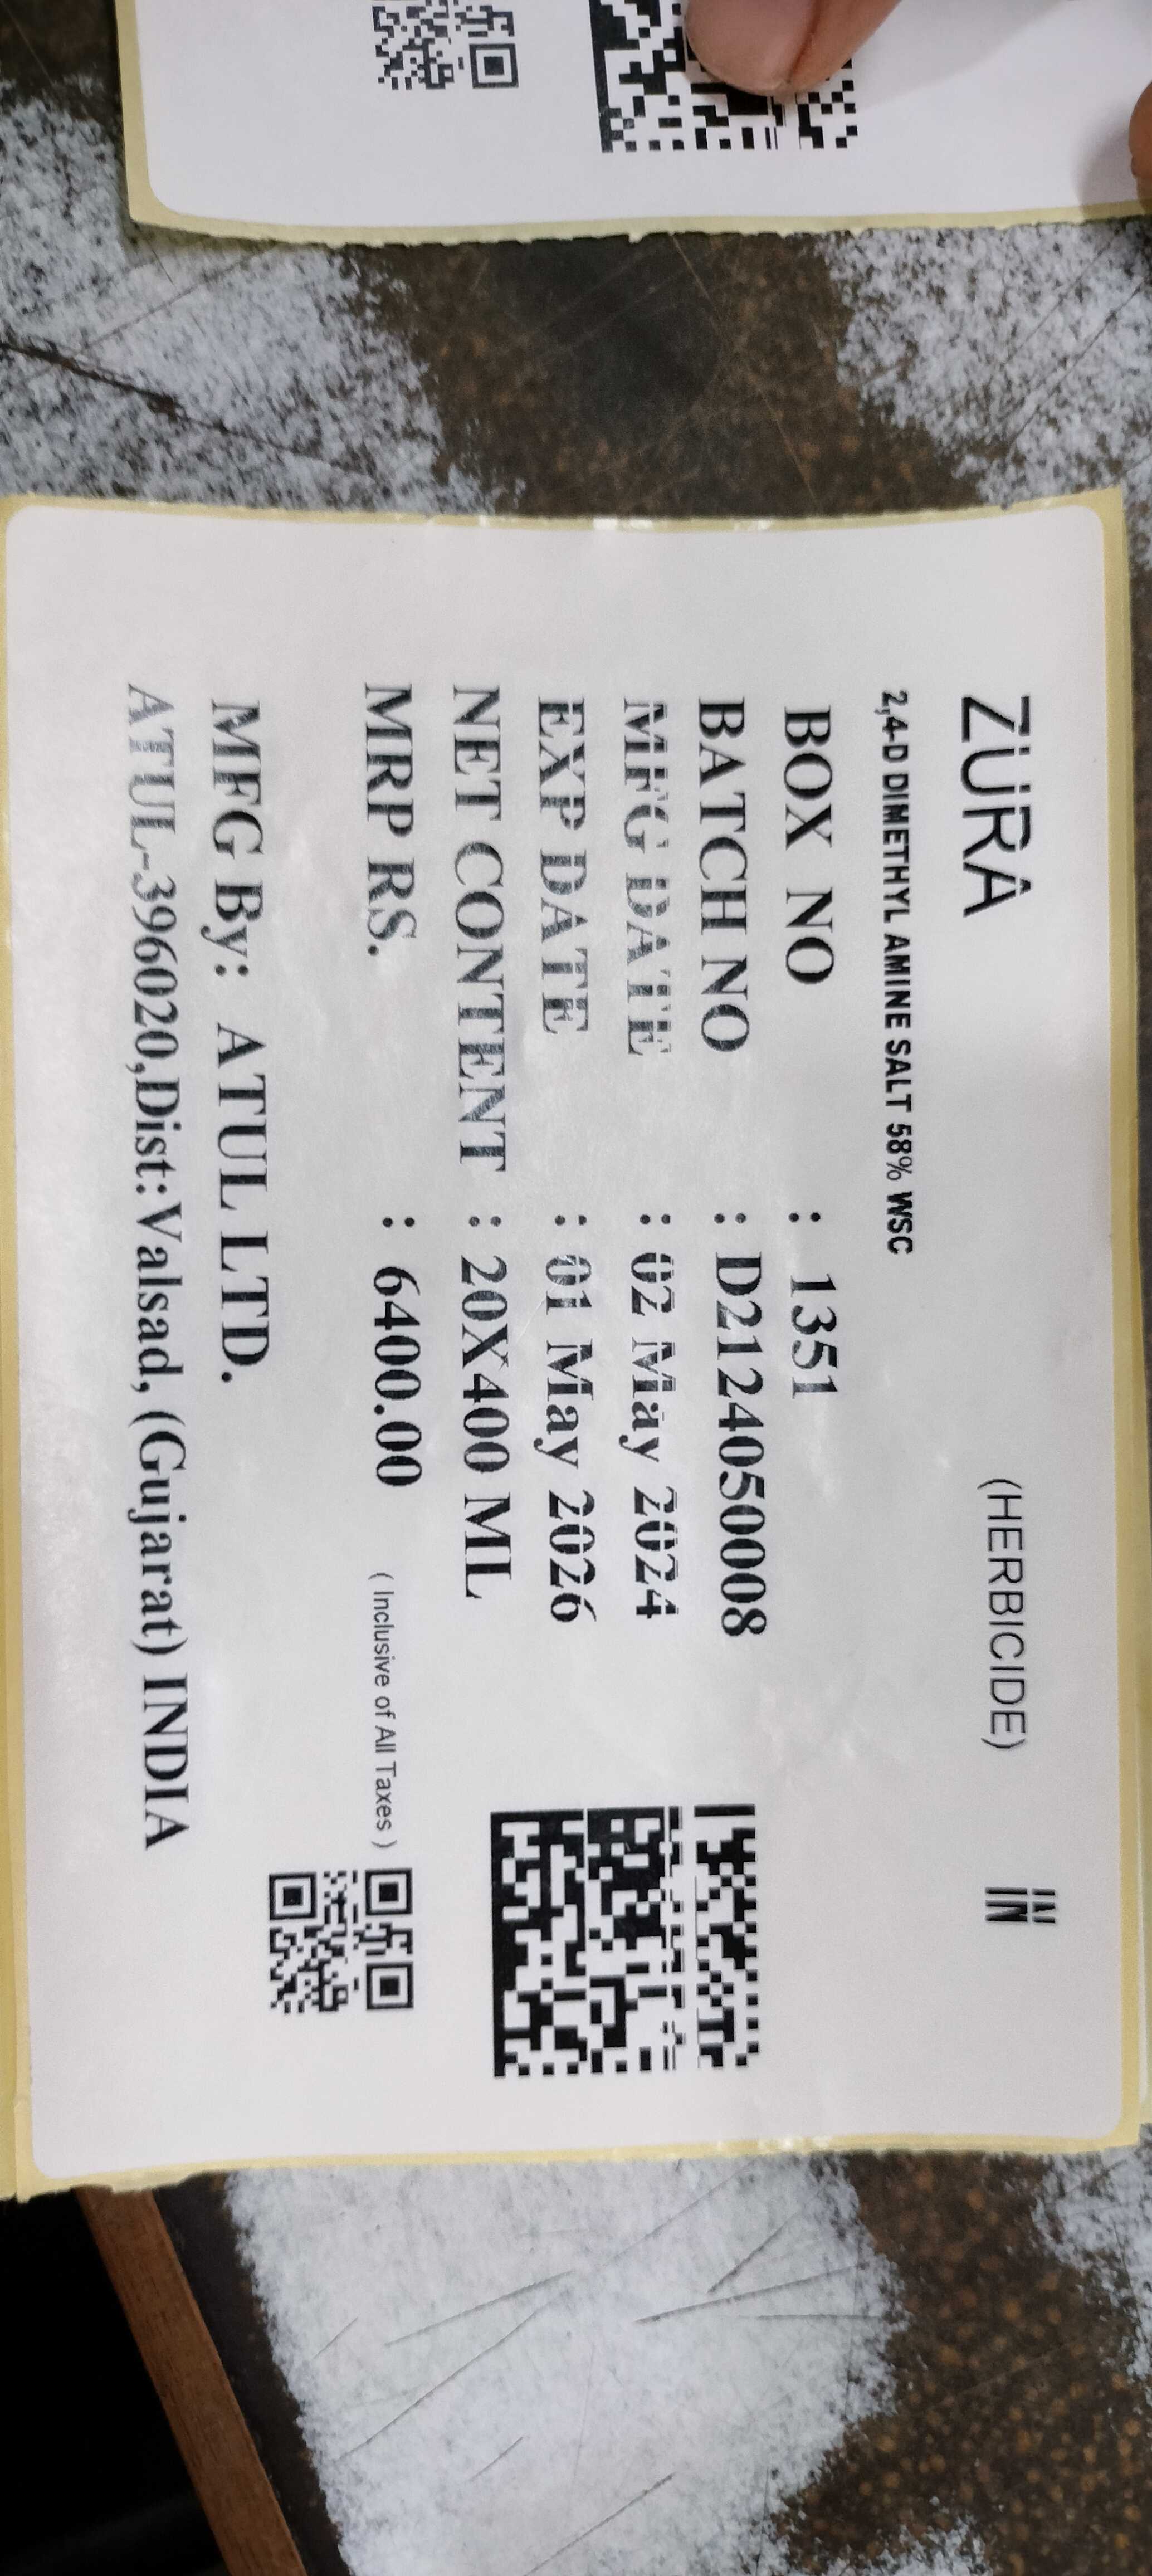 ZURA (HERBICIDE) IN
2,4-D DIMETHYL AMINE SALT 58% WSC
BOX NO : 1351
BATCH NO : D2124050008
MFG DATE : 02 May 2024
EXP DATE : 01 May 2026
NET CONTENT : 20X400 ML
MRP RS. : 6400.00 ( Inclusive of All Taxes )
MFG By: ATUL LTD.
ATUL-396020,Dist:Valsad, (Gujarat) INDIA